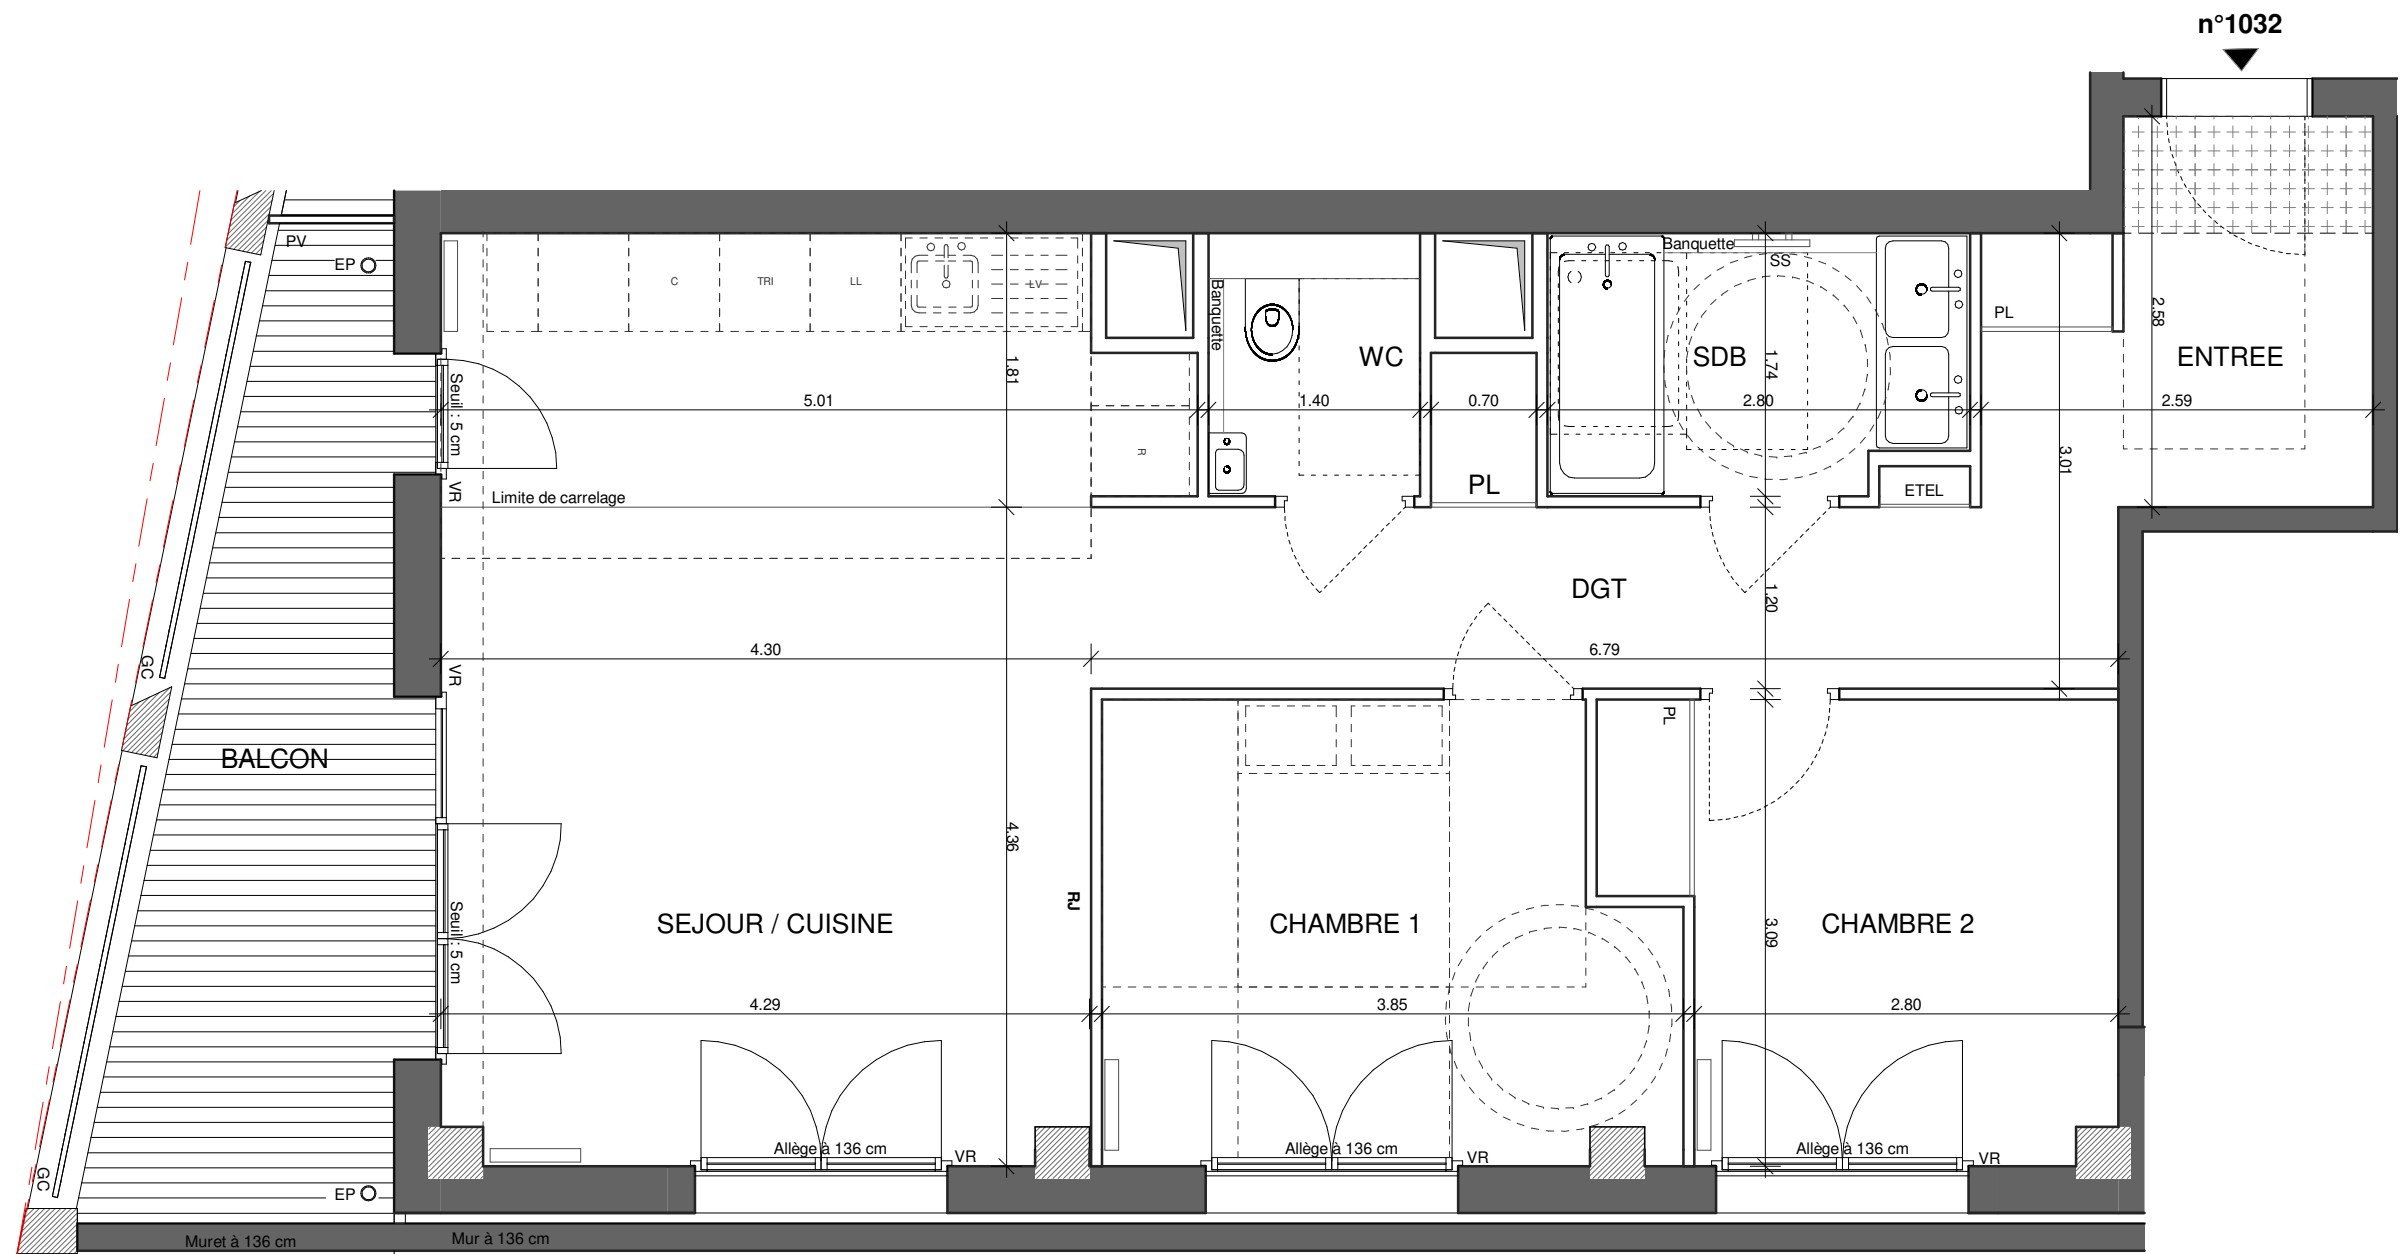 n°1032
PV
EP
C
TRI
LL
LV
Banquette
WC
Banquette
SS
SDB
PL
ENTREE
2.58
1.81
1.74
5.01
1.40
0.70
2.80
2.59
Seuil : 5 cm
R
3.01
PL
ETEL
VR
Limite de carrelage
DGT
1.20
4.30
6.79
GC
VR
PL
BALCON
4.36
RJ
SEJOUR / CUISINE
CHAMBRE 1
CHAMBRE 2
3.09
Seuil : 5 cm
4.29
3.85
2.80
Allège à 136 cm
VR
Allège à 136 cm
VR
Allège à 136 cm
VR
GC
EP
Muret à 136 cm
Mur à 136 cm